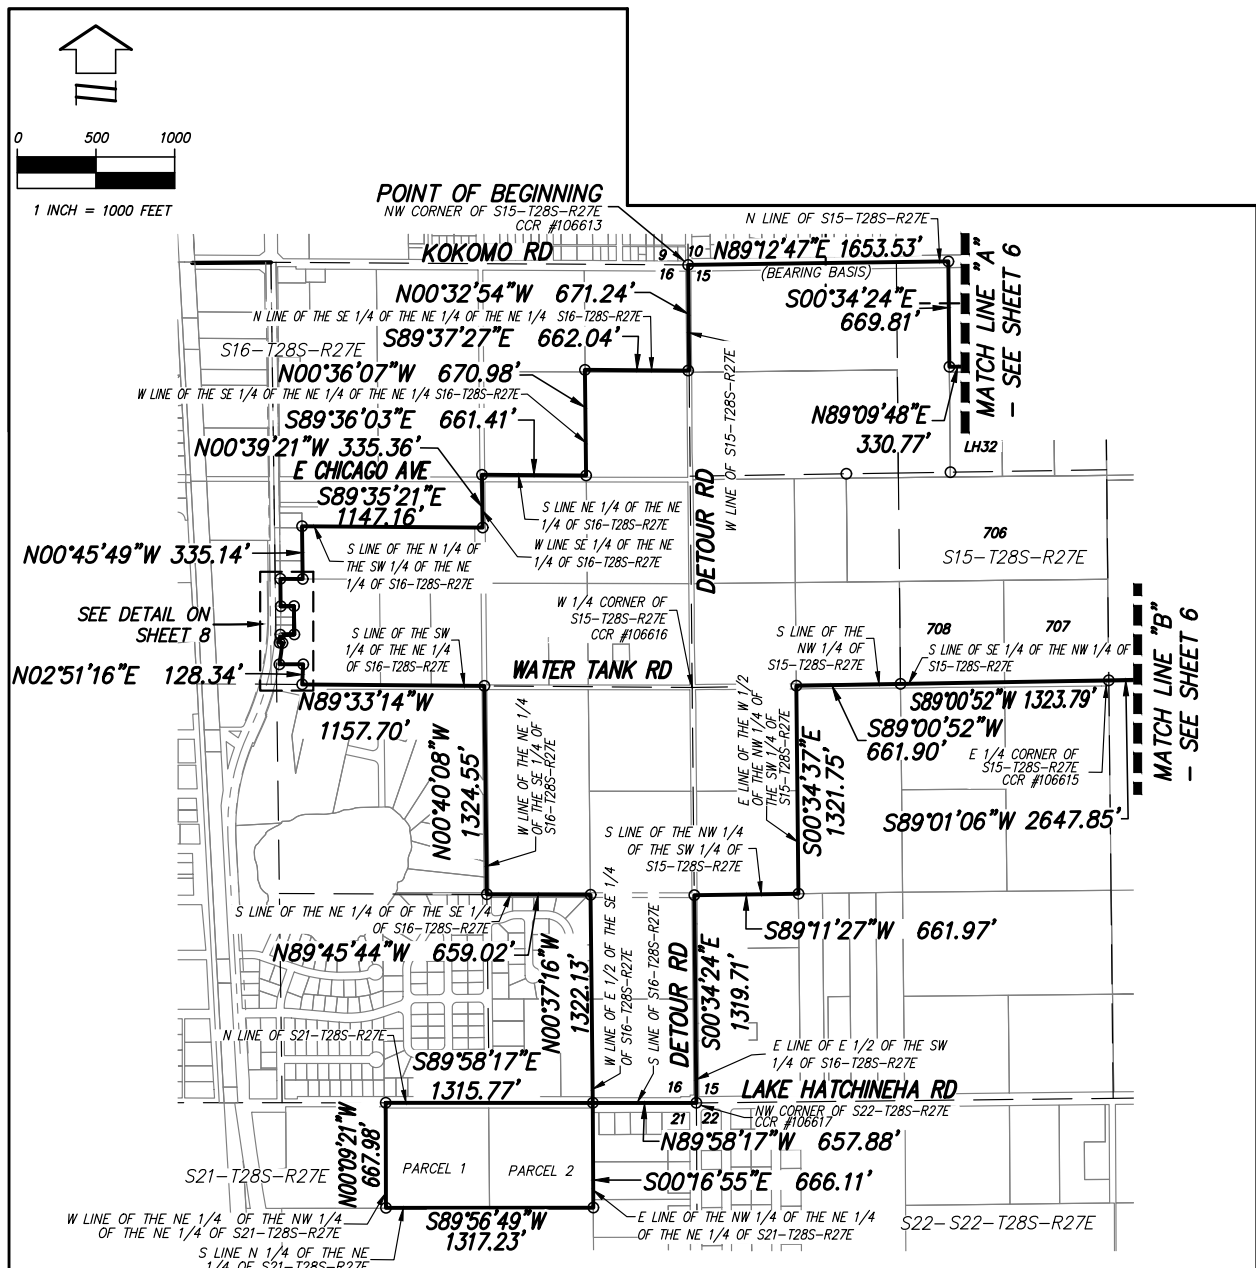 0 500 1000
1 INCH = 1000 FEET
POINT OF BEGINNING
NW CORNER OF S15-T28S-R27E
CCR #106613
N LINE OF S15-T28S-R27E
KOKOMO RD
9 10
16 15
N89°12'47"E 1653.53'
(BEARING BASIS)
MATCH LINE "A"
- SEE SHEET 6
N00°32'54"W 671.24'
S00°34'24"E
669.81'
N LINE OF THE SE 1/4 OF THE NE 1/4 OF THE NE 1/4 S16-T28S-R27E
S89°37'27"E 662.04'
S16-T28S-R27E
N00°36'07"W 670.98'
W LINE OF THE SE 1/4 OF THE NE 1/4 OF THE NE 1/4 S16-T28S-R27E
W LINE OF S15-T28S-R27E
N89°09'48"E
330.77'
LH32
S89°36'03"E 661.41'
N00°39'21"W 335.36'
E CHICAGO AVE
S89°35'21"E
1147.16'
DETOUR RD
S LINE NE 1/4 OF THE NE
1/4 OF S16-T28S-R27E
W LINE SE 1/4 OF THE NE
1/4 OF S16-T28S-R27E
706
S15-T28S-R27E
N00°45'49"W 335.14'
S LINE OF THE N 1/4 OF
THE SW 1/4 OF THE NE
1/4 OF S16-T28S-R27E
SEE DETAIL ON
SHEET 8
W 1/4 CORNER OF
S15-T28S-R27E
CCR #106616
S LINE OF THE SW
1/4 OF THE NE 1/4
OF S16-T28S-R27E
S LINE OF THE
NW 1/4 OF
S15-T28S-R27E
708
707
S LINE OF SE 1/4 OF THE NW 1/4 OF
S15-T28S-R27E
MATCH LINE "B"
- SEE SHEET 6
N02°51'16"E 128.34'
WATER TANK RD
N89°33'14"W
1157.70'
S89°00'52"W 1323.79'
S89°00'52"W
661.90'
E 1/4 CORNER OF
S15-T28S-R27E
CCR #106615
S89°01'06"W 2647.85'
N00°40'08"W
1324.55'
W LINE OF THE NE 1/4
OF THE SE 1/4 OF
S16-T28S-R27E
E LINE OF THE W 1/2
OF THE NW 1/4 OF
THE SW 1/4 OF
S15-T28S-R27E
S00°34'37"E
1321.75'
S LINE OF THE NW 1/4
OF THE SW 1/4 OF
S15-T28S-R27E
S LINE OF THE NE 1/4 OF OF THE SE 1/4
OF S16-T28S-R27E
N89°45'44"W 659.02'
S89°11'27"W 661.97'
N00°37'16"W
1322.13'
W LINE OF E 1/2 OF THE SE 1/4
OF S16-T28S-R27E
S LINE OF S16-T28S-R27E
DETOUR RD
S00°34'24"E
1319.71'
N LINE OF S21-T28S-R27E
S89°58'17"E
1315.77'
E LINE OF E 1/2 OF THE SW
1/4 OF S16-T28S-R27E
16 15
LAKE HATCHINEHA RD
21 22
NW CORNER OF S22-T28S-R27E
CCR #106617
N89°58'17"W 657.88'
N00°09'21"W
667.98'
PARCEL 1
PARCEL 2
S21-T28S-R27E
S00°16'55"E 666.11'
W LINE OF THE NE 1/4 OF THE NW 1/4
OF THE NE 1/4 OF S21-T28S-R27E
S89°56'49"W
1317.23'
E LINE OF THE NW 1/4 OF THE NE 1/4
OF THE NE 1/4 OF S21-T28S-R27E
S22-S22-T28S-R27E
S LINE N 1/4 OF THE NE
1/4 OF S21-T28S-R27E